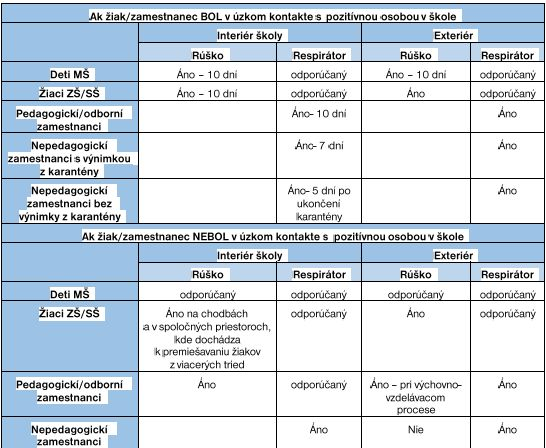 Ak žiak/zamestnanec BOL v úzkom kontakte s pozitívnou osobou v škole
Interiér školy Exteriér
Rúško Respirátor Rúško Respirátor
Deti MŠ Áno – 10 dní odporúčaný Áno – 10 dní odporúčaný
Žiaci ZŠ/SŠ Áno – 10 dní odporúčaný Áno odporúčaný
Pedagogickí/odborní Áno- 10 dní Áno
zamestnanci
Nepedagogickí Áno- 7 dní Áno
zamestnanci s výnimkou
z karantény
Nepedagogickí Áno- 5 dní po Áno
zamestnanci bez ukončení
výnimky z karantény karantény
Ak žiak/zamestnanec NEBOL v úzkom kontakte s pozitívnou osobou v škole
Interiér školy Exteriér
Rúško Respirátor Rúško Respirátor
Deti MŠ odporúčaný odporúčaný odporúčaný odporúčaný
Žiaci ZŠ/SŠ Áno na chodbách odporúčaný Áno odporúčaný
a v spoločných priestoroch,
kde dochádza
k premiešavaniu žiakov
z viacerých tried
Pedagogickí/odborní Áno odporúčaný Áno – pri výchovno- Áno
zamestnanci vzdelávacom
procese
Nepedagogickí Áno Nie Áno
zamestnanci